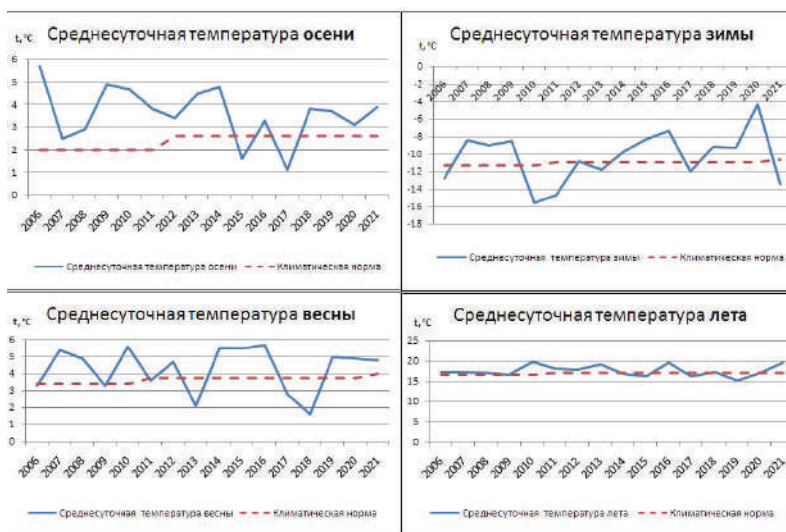 t,°C
Среднесуточная температура осени
6
5
4
3
2
1
0
2006 2007 2008 2009 2010 2011 2012 2013 2014 2015 2016 2017 2018 2019 2020 2021
Среднесуточная температура осени Климатическая норма
t,°C
Среднесуточная температура зимы
0
-2
-4
-6
-8
-10
-12
-14
-16
-18
2006 2007 2008 2009 2010 2011 2012 2013 2014 2015 2016 2017 2018 2019 2020 2021
Среднесуточная температура зимы Климатическая норма
t,°C
Среднесуточная температура весны
6
5
4
3
2
1
0
2006 2007 2008 2009 2010 2011 2012 2013 2014 2015 2016 2017 2018 2019 2020 2021
Среднесуточная температура весны Климатическая норма
t,°C
Среднесуточная температура лета
25
20
15
10
5
0
2006 2007 2008 2009 2010 2011 2012 2013 2014 2015 2016 2017 2018 2019 2020 2021
Среднесуточная температура лета Климатическая норма